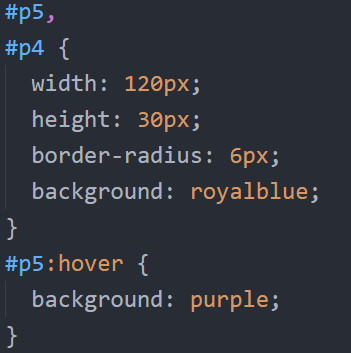 #p5,
#p4 {
  width: 120px;
  height: 30px;
  border-radius: 6px;
  background: royalblue;
}
#p5:hover {
  background: purple;
}